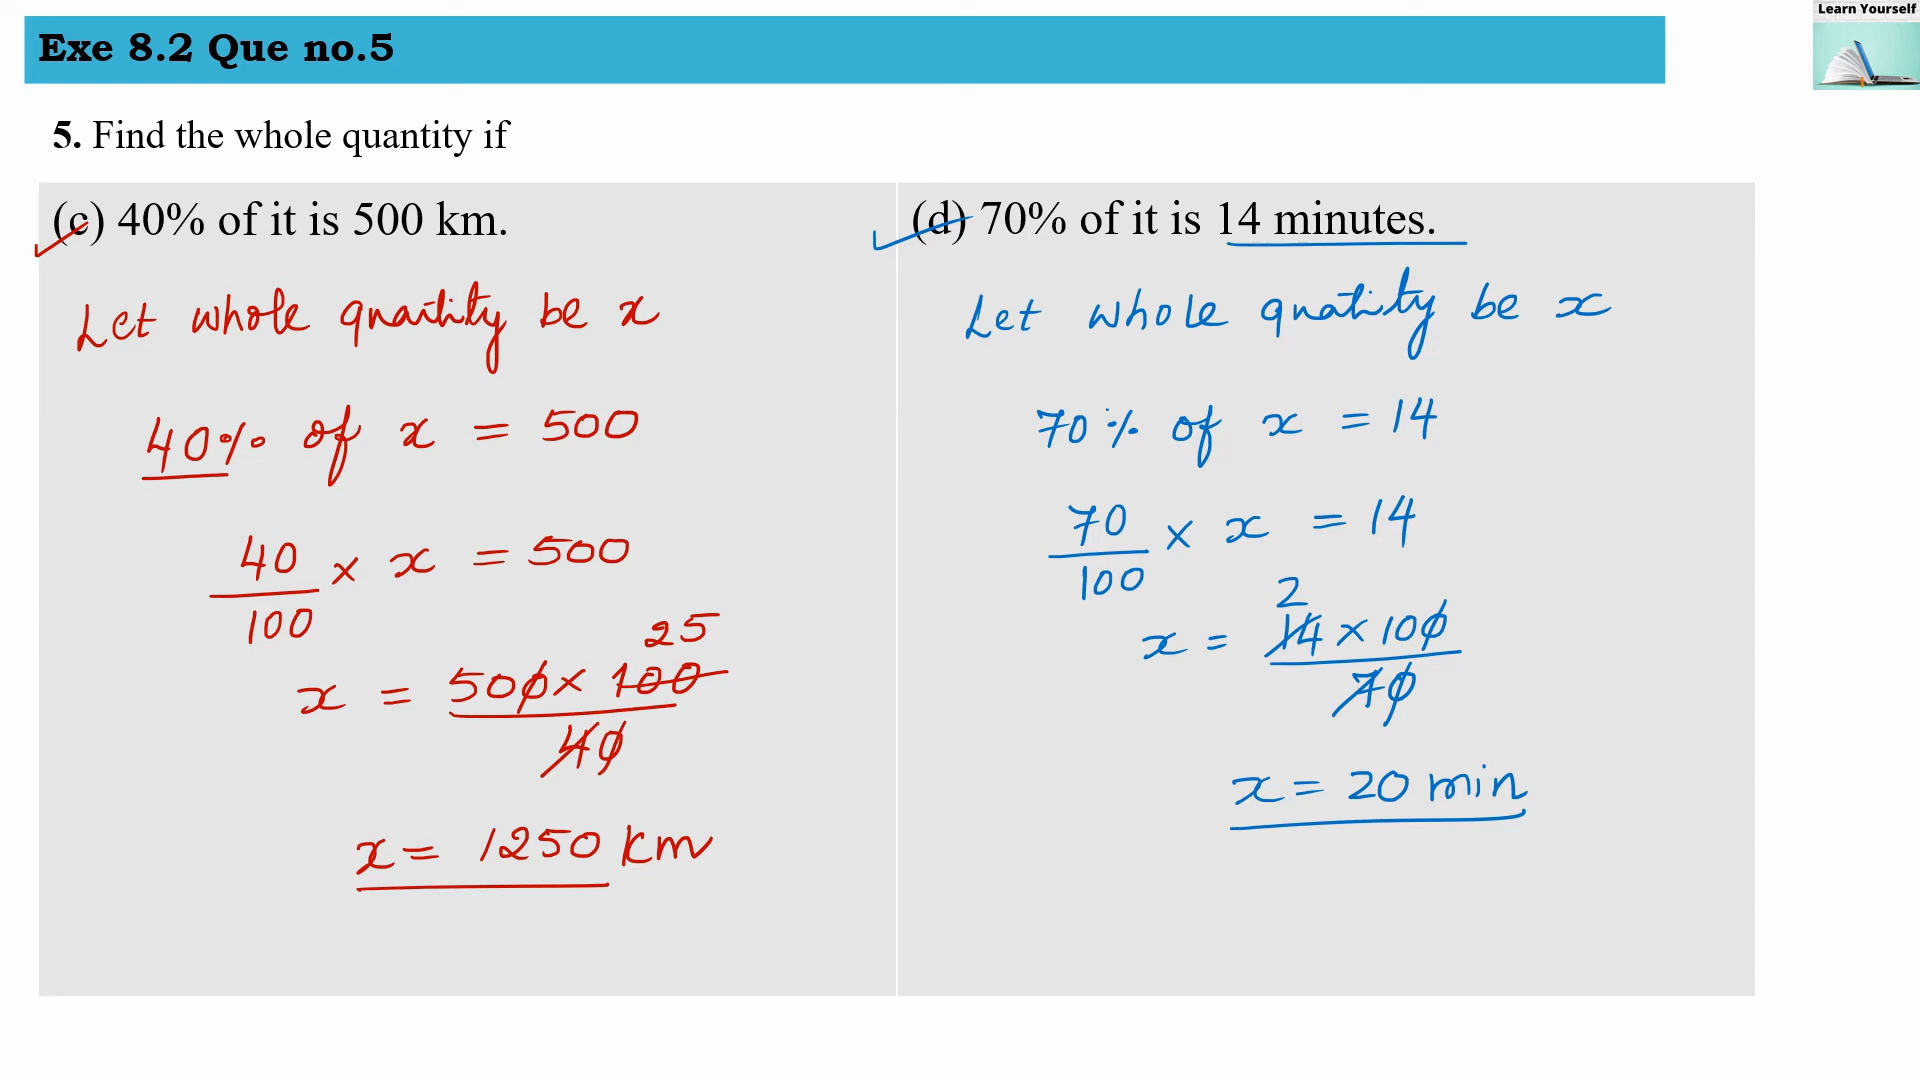 Learn Yourself
Exe 8.2 Que no.5
5. Find the whole quantity if
(c) 40% of it is 500 km.
Let whole quantity be x
40% of x = 500
40/100 × x = 500
25
x = 500 × 100 / 40
x = 1250 km
(d) 70% of it is 14 minutes.
Let whole quatity be x
70% of x = 14
70/100 × x = 14
2
x = 14 × 100 / 70
x = 20 min